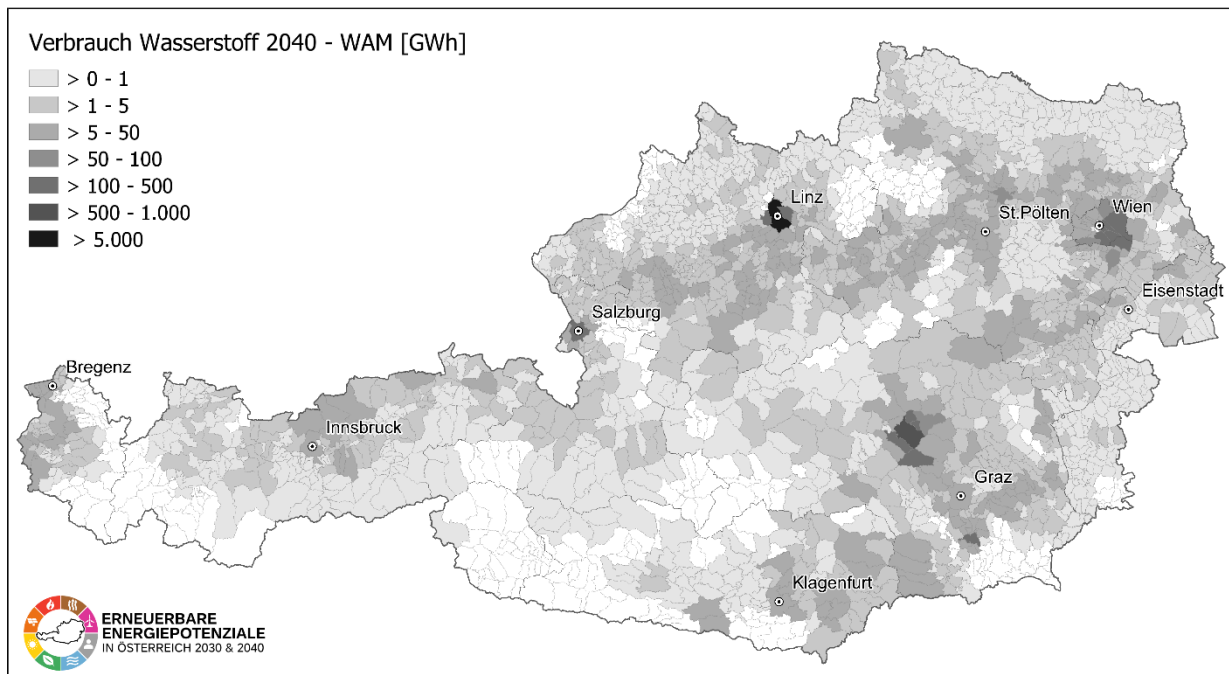 Verbrauch Wasserstoff 2040 - WAM [GWh]
> 0 - 1
> 1 - 5
> 5 - 50
> 50 - 100
> 100 - 500
> 500 - 1.000
> 5.000
Linz
St.Pölten
Wien
Eisenstadt
Salzburg
Bregenz
Innsbruck
Graz
Klagenfurt
ERNEUERBARE
ENERGIEPOTENZIALE
IN ÖSTERREICH 2030 & 2040